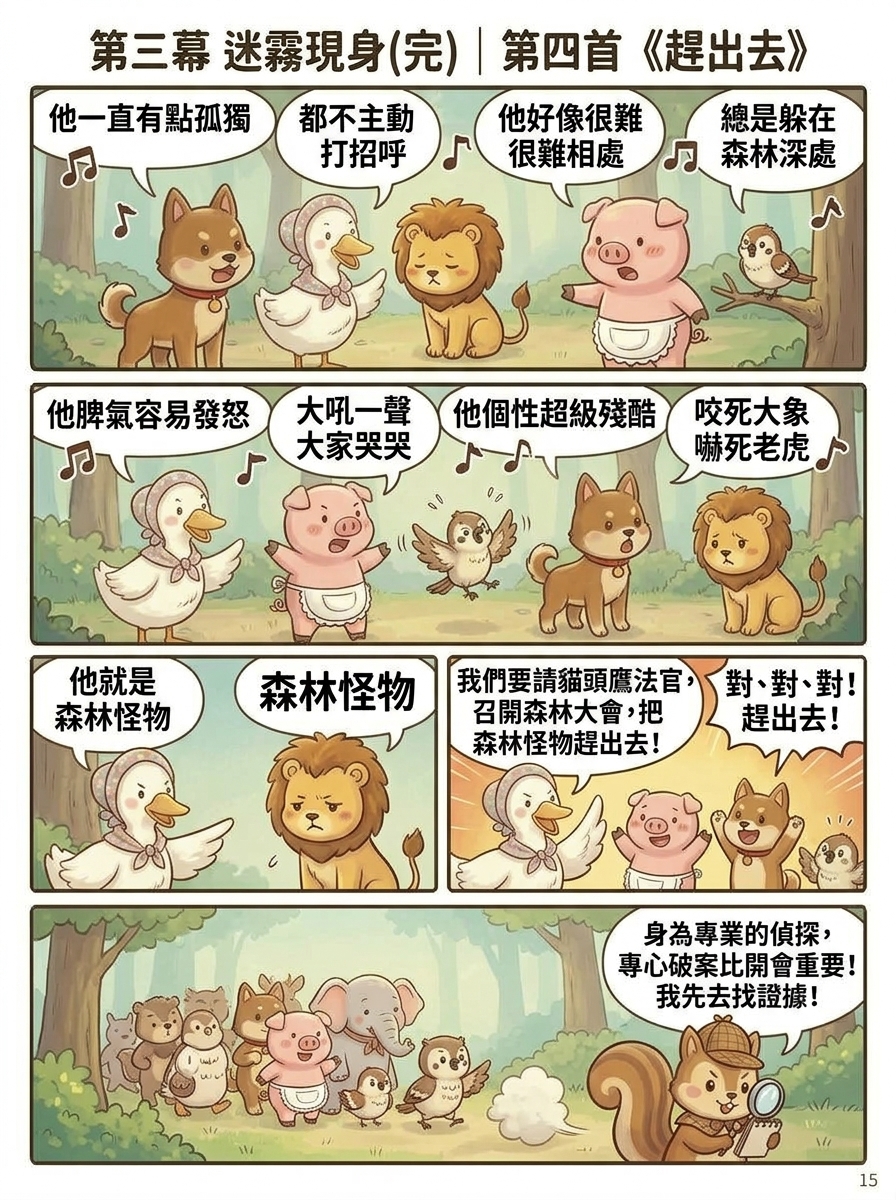 第三幕 迷霧現身(完)｜第四首《趕出去》
他一直有點孤獨
都不主動
打招呼
他好像很難
很難相處
總是躲在
森林深處
他脾氣容易發怒
大吼一聲
大家哭哭
他個性超級殘酷
咬死大象
嚇死老虎
他就是
森林怪物
森林怪物
我們要請貓頭鷹法官，
召開森林大會，把
森林怪物趕出去！
對、對、對！
趕出去！
身為專業的偵探，
專心破案比開會重要！
我先去找證據！
15